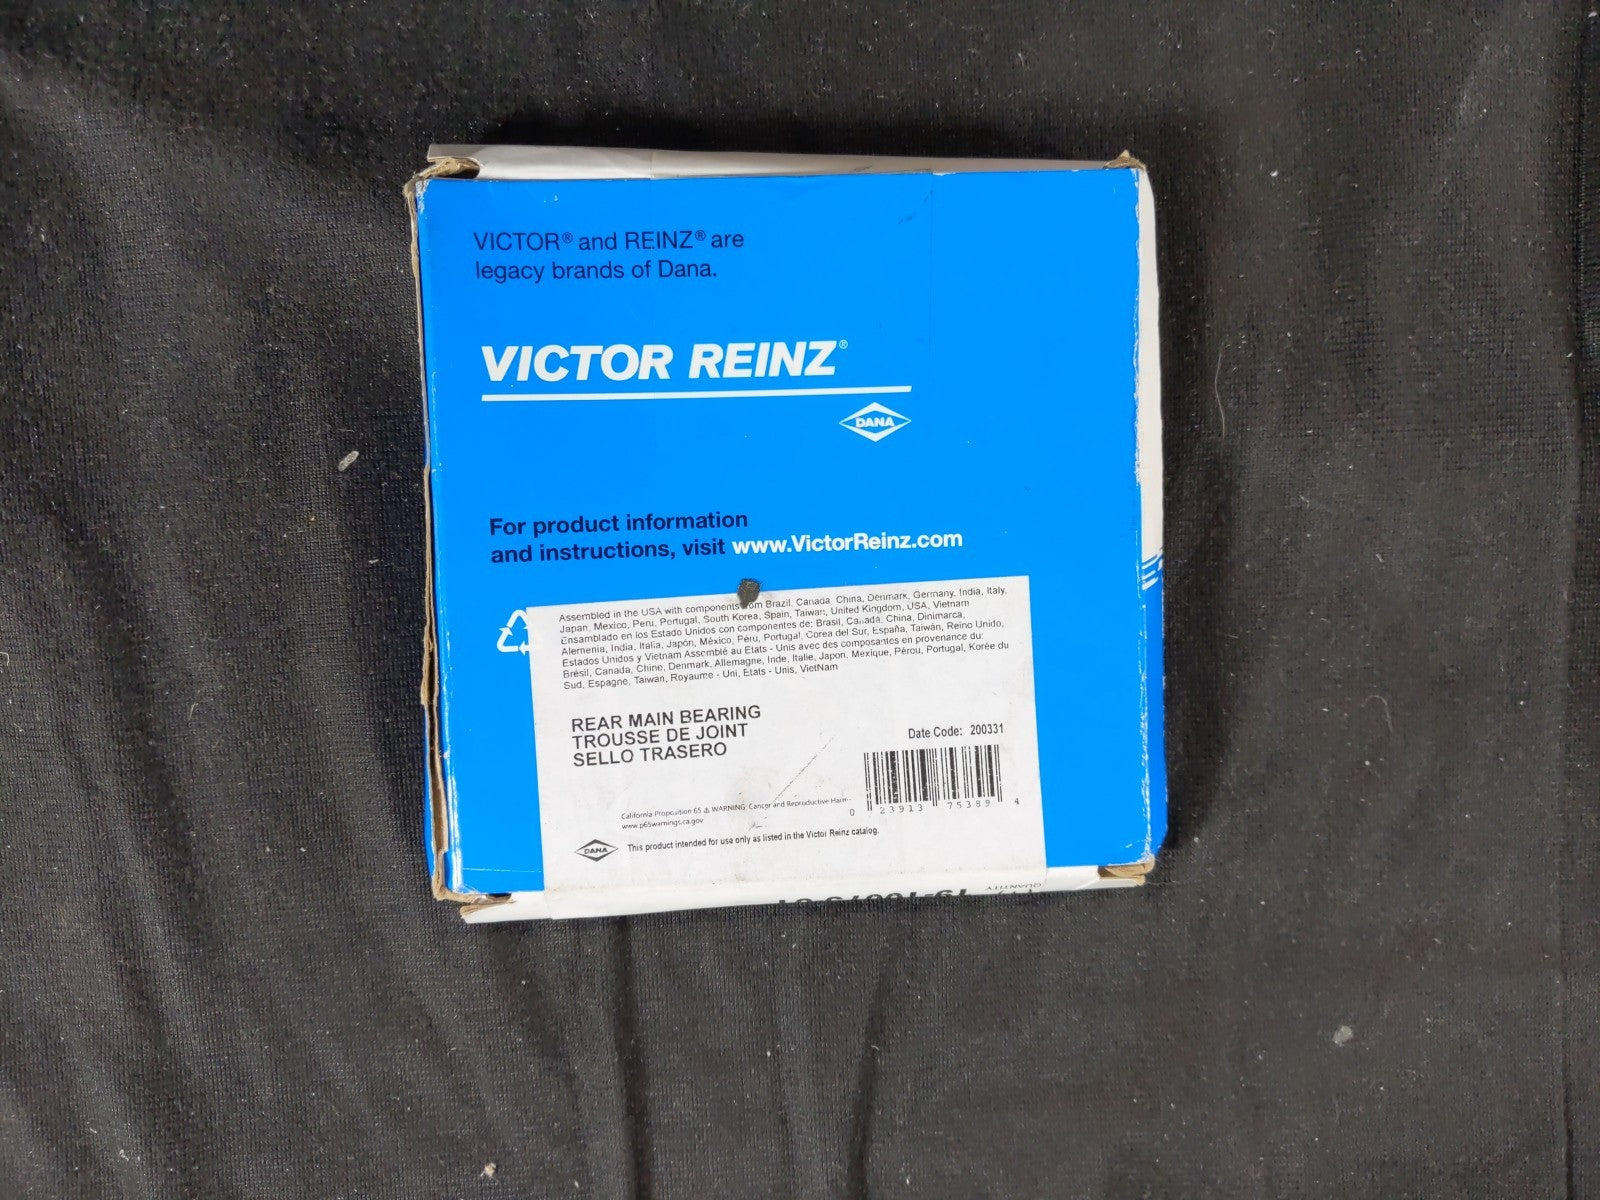 VICTOR® and REINZ® are
legacy brands of Dana.
VICTOR REINZ®
DANA
For product information
and instructions, visit www.VictorReinz.com
Assembled in the USA with components from Brazil, Canada, China, Denmark, Germany, India, Italy,
Japan, Mexico, Peru, Portugal, South Korea, Spain, Taiwan, United Kingdom, USA, Vietnam
Ensamblado en los Estado Unidos con componentes de: Brasil, Canadá, China, Dinimarca,
Alemenia, India, Italia, Japón, México, Péru, Portugal, Corea del Sur, España, Taiwán, Reino Unido,
Estados Unidos y Vietnam Assemblé au Etats - Unis avec des composantes en provenance du:
Brésil, Canada, Chine, Denmark, Allemagne, Inde, Italie, Japon, Mexique, Pérou, Portugal, Korée du
Sud, Espagne, Taiwan, Royaume - Uni, Etats - Unis, VietNam
REAR MAIN BEARING
TROUSSE DE JOINT
SELLO TRASERO
Date Code: 200331
0 23913 75389 4
California Proposition 65 ⚠ WARNING: Cancer and Reproductive Harm--
www.p65warnings.ca.gov
DANA
This product intended for use only as listed in the Victor Reinz catalog.
QUANTITY